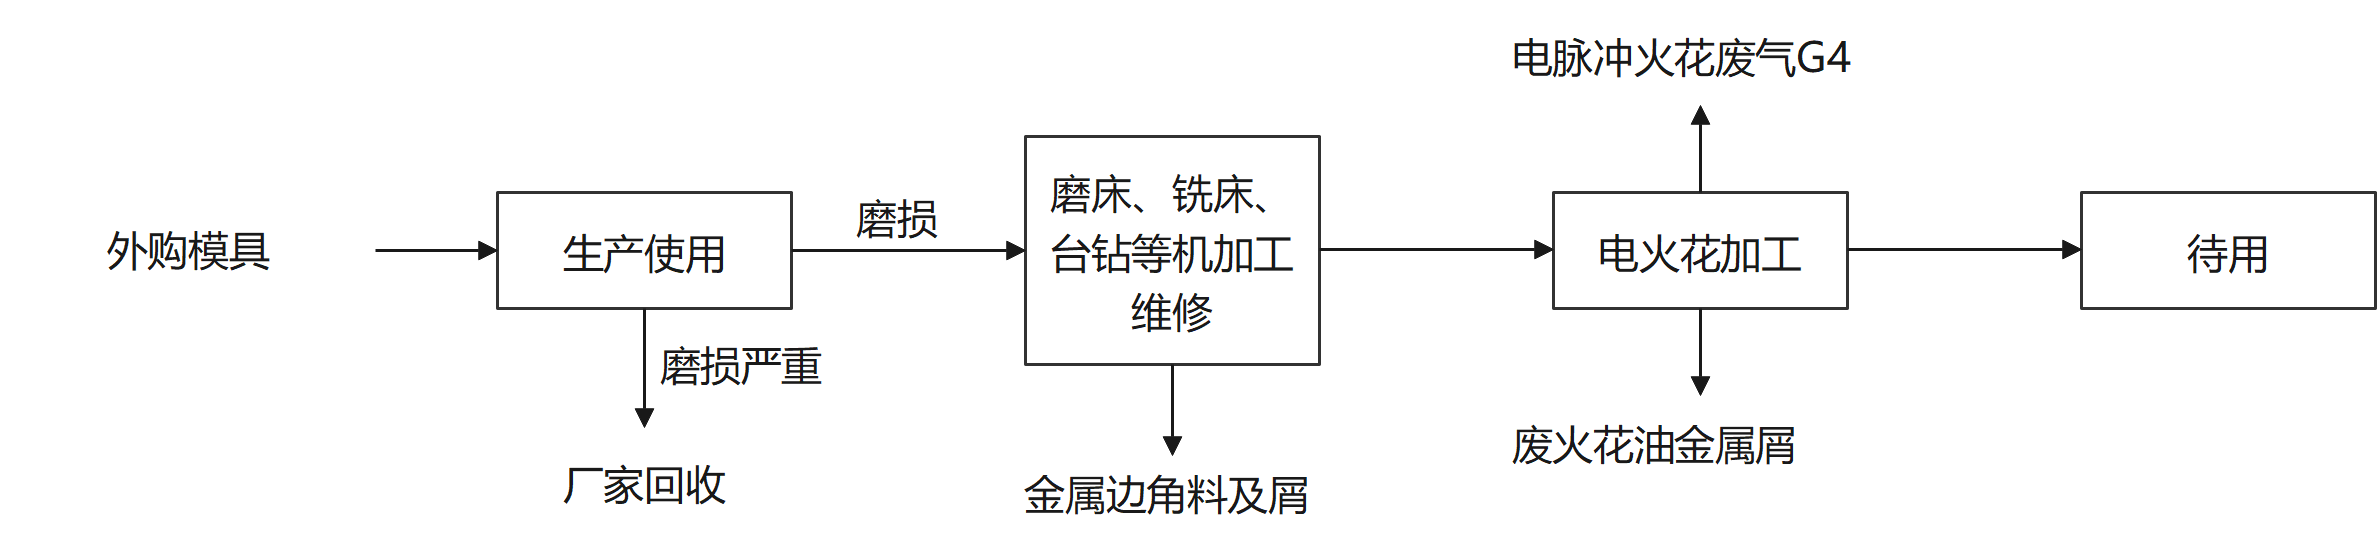 电脉冲火花废气G4
外购模具
生产使用
磨损
磨床、铣床、
台钻等机加工
维修
电火花加工
待用
磨损严重
厂家回收
金属边角料及屑
废火花油金属屑